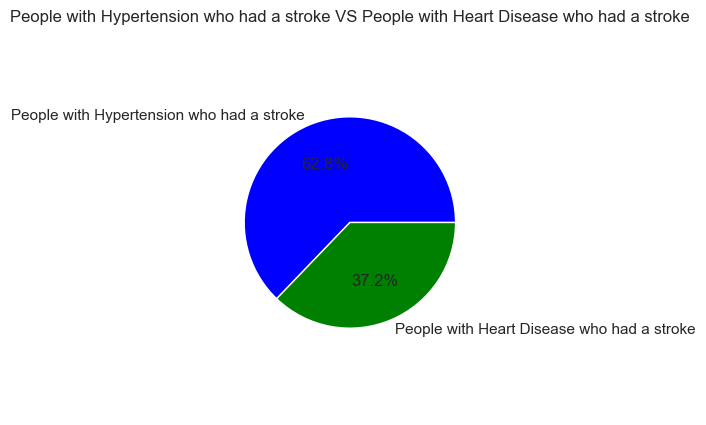 People with Hypertension who had a stroke VS People with Heart Disease who had a stroke
People with Hypertension who had a stroke
62.8%
37.2%
People with Heart Disease who had a stroke